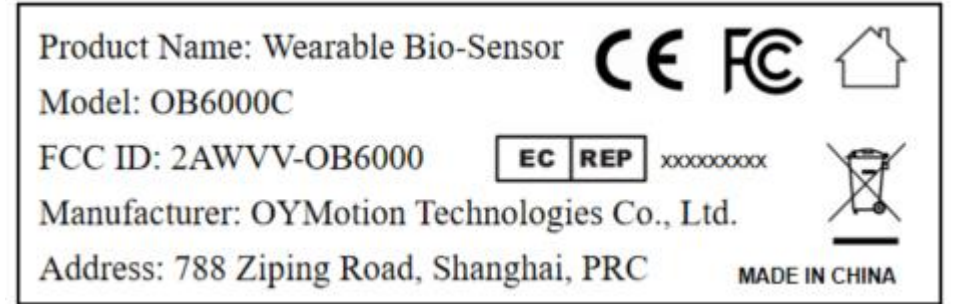 Product Name: Wearable Bio-Sensor CE FC
Model: OB6000C
FCC ID: 2AWVV-OB6000 EC REP xxxxxxxxx
Manufacturer: OYMotion Technologies Co., Ltd.
Address: 788 Ziping Road, Shanghai, PRC MADE IN CHINA